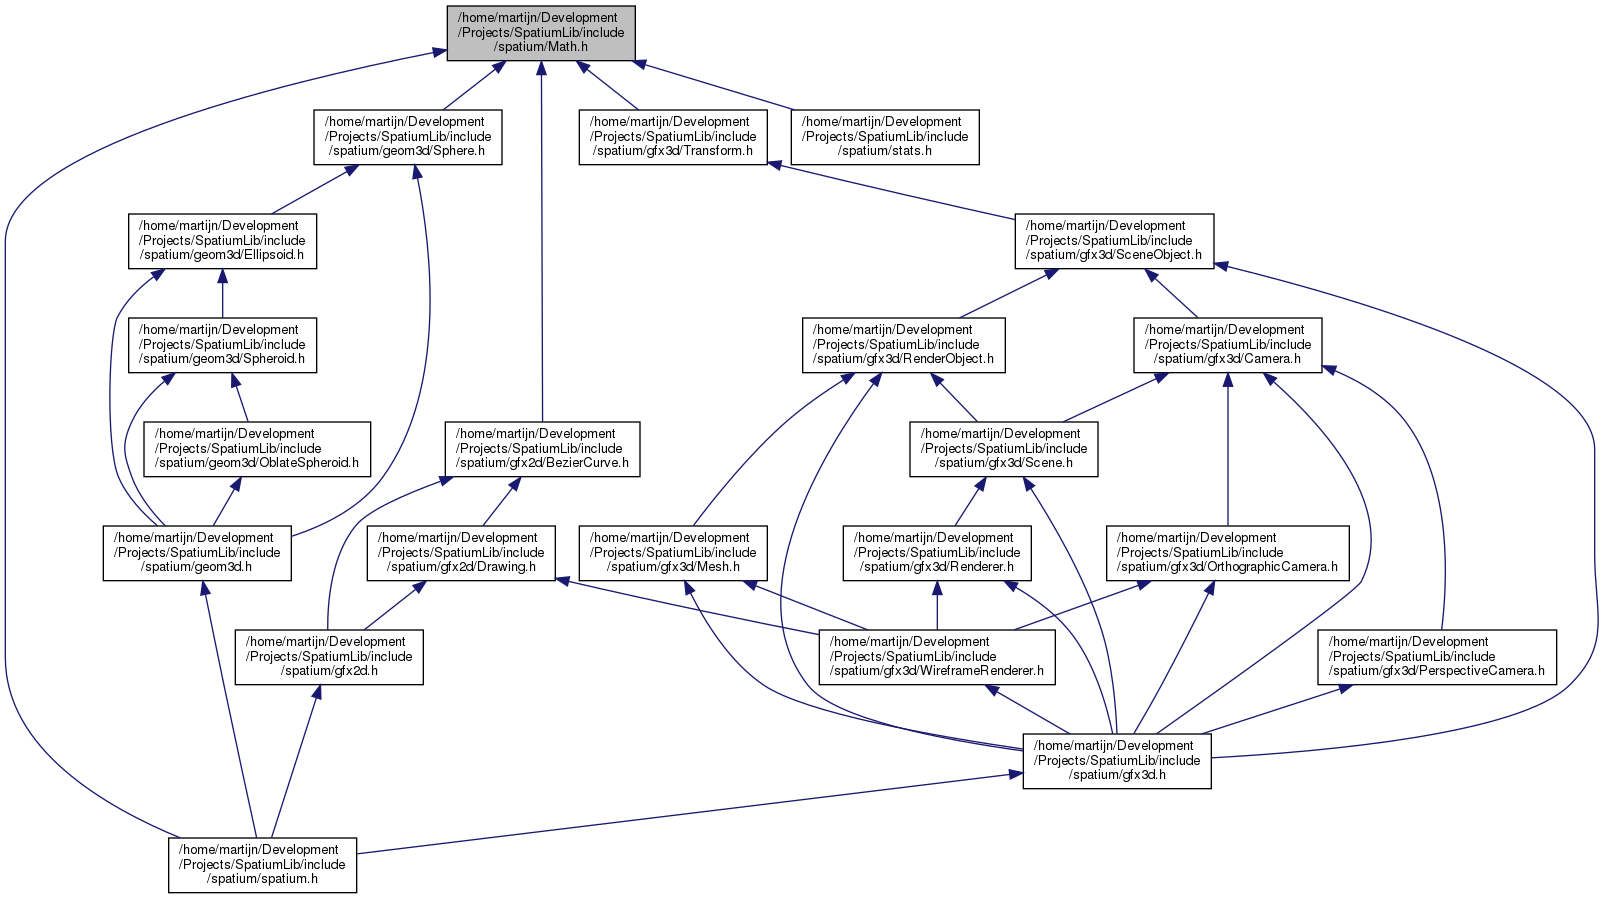 /home/martijn/Development
/Projects/SpatiumLib/include
/spatium/Math.h
/home/martijn/Development
/Projects/SpatiumLib/include
/spatium/geom3d/Sphere.h
/home/martijn/Development
/Projects/SpatiumLib/include
/spatium/gfx3d/Transform.h
/home/martijn/Development
/Projects/SpatiumLib/include
/spatium/stats.h
/home/martijn/Development
/Projects/SpatiumLib/include
/spatium/geom3d/Ellipsoid.h
/home/martijn/Development
/Projects/SpatiumLib/include
/spatium/gfx3d/SceneObject.h
/home/martijn/Development
/Projects/SpatiumLib/include
/spatium/geom3d/Spheroid.h
/home/martijn/Development
/Projects/SpatiumLib/include
/spatium/gfx3d/RenderObject.h
/home/martijn/Development
/Projects/SpatiumLib/include
/spatium/gfx3d/Camera.h
/home/martijn/Development
/Projects/SpatiumLib/include
/spatium/geom3d/OblateSpheroid.h
/home/martijn/Development
/Projects/SpatiumLib/include
/spatium/gfx2d/BezierCurve.h
/home/martijn/Development
/Projects/SpatiumLib/include
/spatium/gfx3d/Scene.h
/home/martijn/Development
/Projects/SpatiumLib/include
/spatium/geom3d.h
/home/martijn/Development
/Projects/SpatiumLib/include
/spatium/gfx2d/Drawing.h
/home/martijn/Development
/Projects/SpatiumLib/include
/spatium/gfx3d/Mesh.h
/home/martijn/Development
/Projects/SpatiumLib/include
/spatium/gfx3d/Renderer.h
/home/martijn/Development
/Projects/SpatiumLib/include
/spatium/gfx3d/OrthographicCamera.h
/home/martijn/Development
/Projects/SpatiumLib/include
/spatium/gfx2d.h
/home/martijn/Development
/Projects/SpatiumLib/include
/spatium/gfx3d/WireframeRenderer.h
/home/martijn/Development
/Projects/SpatiumLib/include
/spatium/gfx3d/PerspectiveCamera.h
/home/martijn/Development
/Projects/SpatiumLib/include
/spatium/gfx3d.h
/home/martijn/Development
/Projects/SpatiumLib/include
/spatium/spatium.h